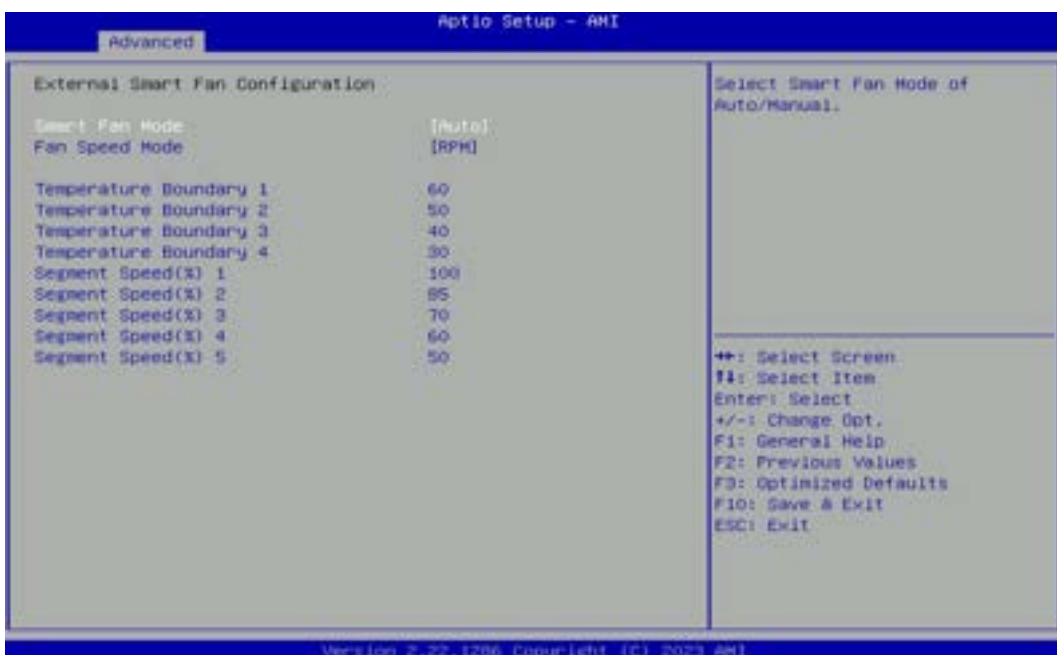 Aptio Setup - AMI
Advanced
External Smart Fan Configuration
Smart Fan Mode [Auto]
Fan Speed Mode [RPM]
Temperature Boundary 1 60
Temperature Boundary 2 50
Temperature Boundary 3 40
Temperature Boundary 4 30
Segment Speed(%) 1 100
Segment Speed(%) 2 85
Segment Speed(%) 3 70
Segment Speed(%) 4 60
Segment Speed(%) 5 50
Select Smart Fan Mode of
Auto/Manual.
→←: Select Screen
↑↓: Select Item
Enter: Select
+/-: Change Opt.
F1: General Help
F2: Previous Values
F3: Optimized Defaults
F10: Save & Exit
ESC: Exit
Version 2.22.1286 Copyright (C) 2023 AMI